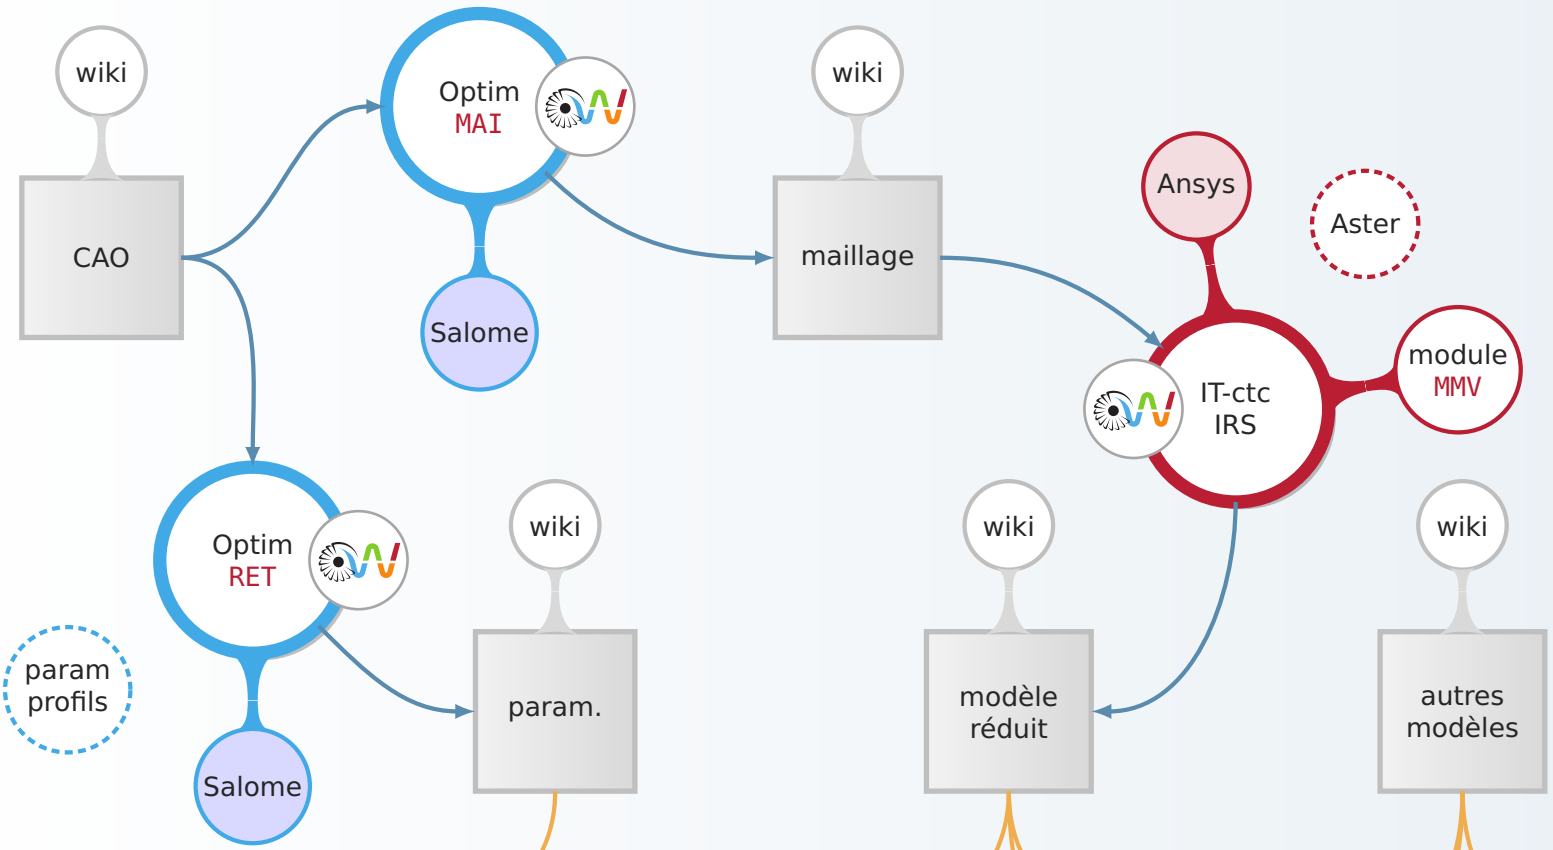 wiki
Optim
MAI
wiki
CAO
Salome
maillage
Ansys
Aster
module
MMV
IT-ctc
IRS
Optim
RET
wiki
wiki
wiki
param
profils
Salome
param.
modèle
réduit
autres
modèles